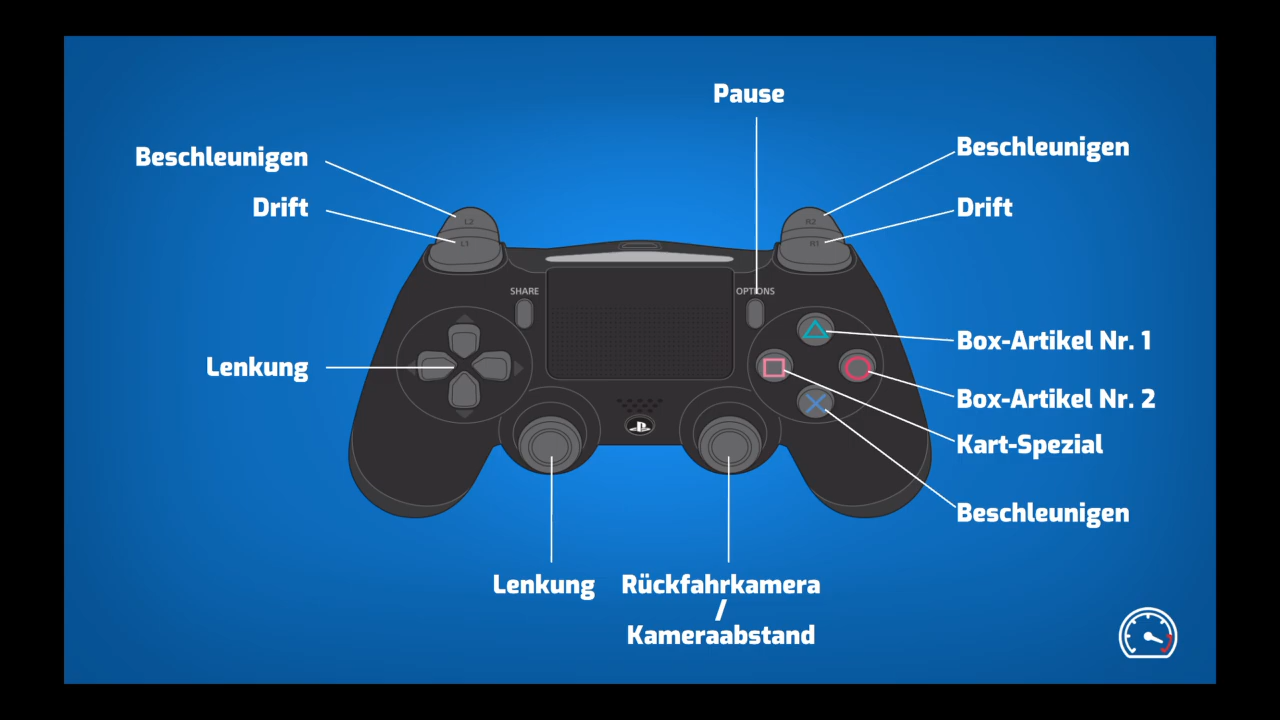 Pause
Beschleunigen
Beschleunigen
Drift
Drift
L2
R2
L1
R1
SHARE
OPTIONS
Box-Artikel Nr. 1
Lenkung
Box-Artikel Nr. 2
Kart-Spezial
Beschleunigen
Lenkung
Rückfahrkamera
/
Kameraabstand